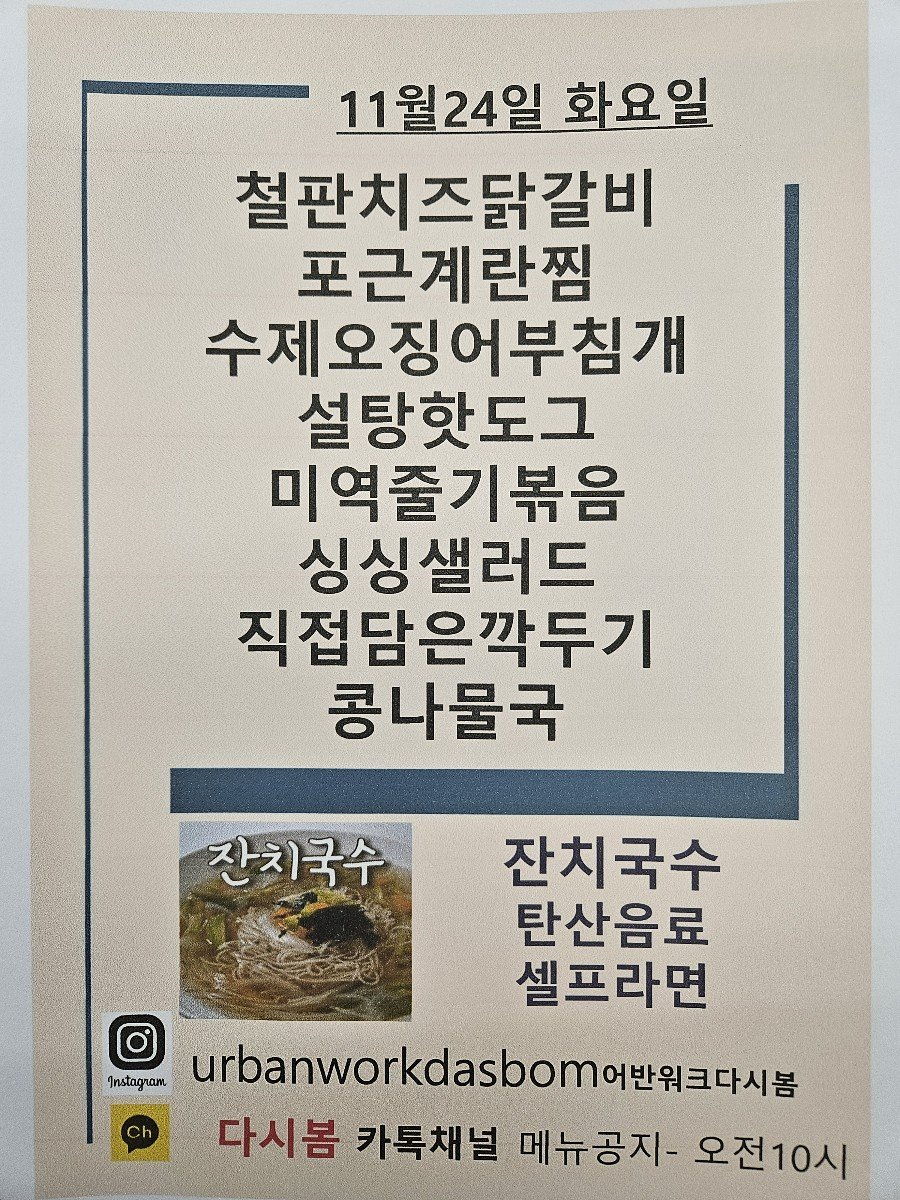 11월24일 화요일
철판치즈닭갈비
포근계란찜
수제오징어부침개
설탕핫도그
미역줄기볶음
싱싱샐러드
직접담은깍두기
콩나물국
잔치국수
잔치국수
탄산음료
셀프라면
Instagram
urbanworkdasbom어반워크다시봄
Ch
다시봄 카톡채널 메뉴공지- 오전10시